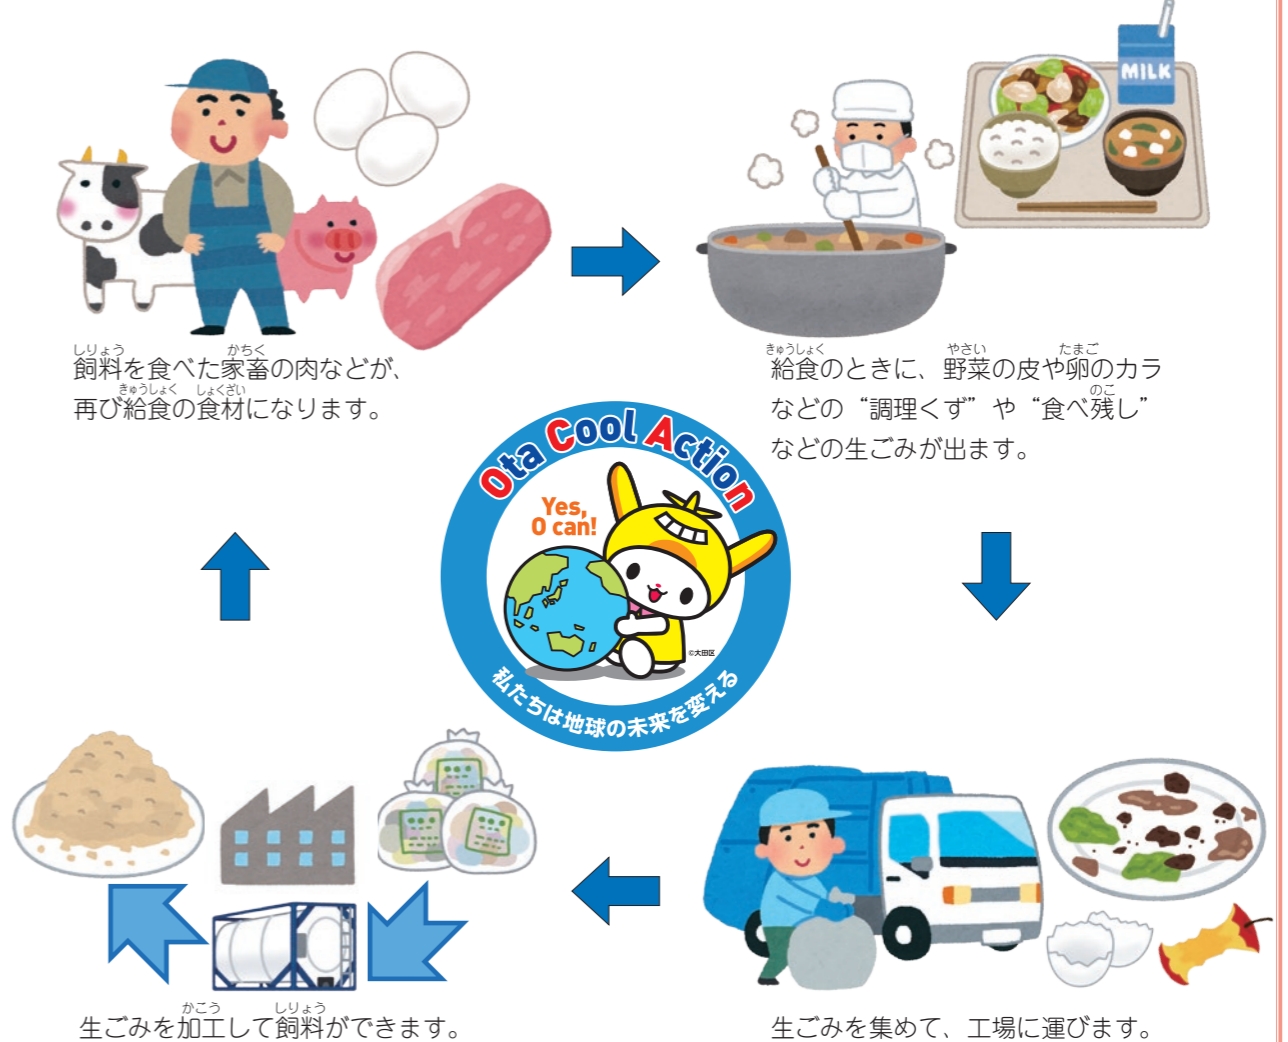 MILK
しりょう かちく
飼料を食べた家畜の肉などが、
きゅうしょく しょくざい
再び給食の食材になります。
きゅうしょく やさい たまご
給食のときに、野菜の皮や卵のカラ
のこ
などの“調理くず”や“食べ残し”
などの生ごみが出ます。
Ota Cool Action
Yes,
O can!
©大田区
私たちは地球の未来を変える
かこう しりょう
生ごみを加工して飼料ができます。
生ごみを集めて、工場に運びます。